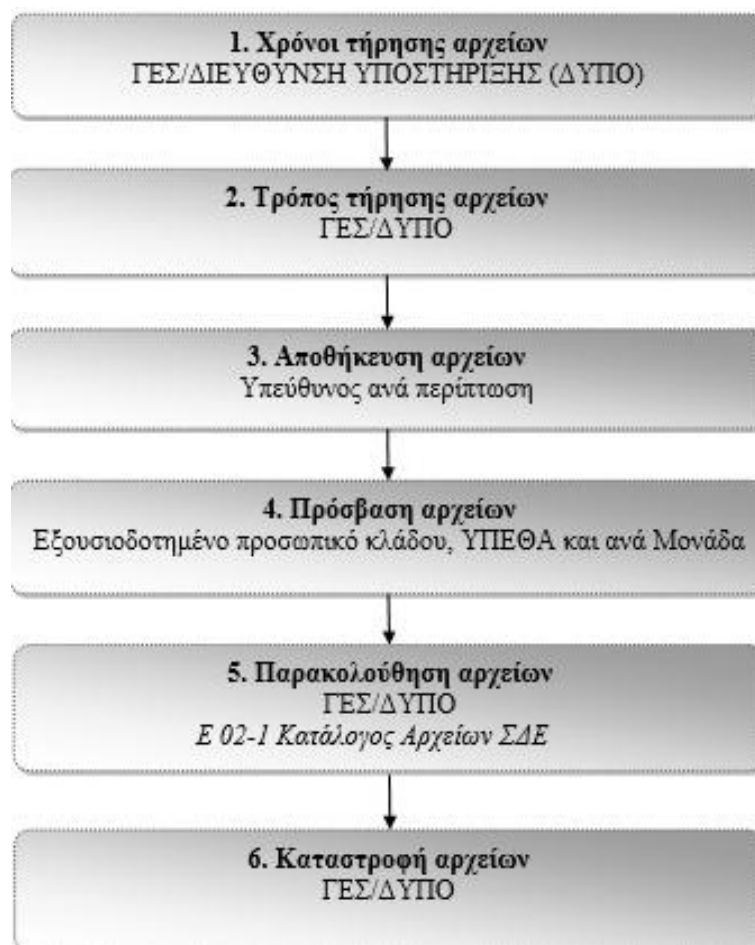 1. Χρόνοι τήρησης αρχείων
ΓΕΣ/ΔΙΕΥΘΥΝΣΗ ΥΠΟΣΤΗΡΙΞΗΣ (ΔΥΠΟ)
2. Τρόπος τήρησης αρχείων
ΓΕΣ/ΔΥΠΟ
3. Αποθήκευση αρχείων
Υπεύθυνος ανά περίπτωση
4. Πρόσβαση αρχείων
Εξουσιοδοτημένο προσωπικό κλάδου, ΥΠΕΘΑ και ανά Μονάδα
5. Παρακολούθηση αρχείων
ΓΕΣ/ΔΥΠΟ
Ε 02-1 Κατάλογος Αρχείων ΣΔΕ
6. Καταστροφή αρχείων
ΓΕΣ/ΔΥΠΟ